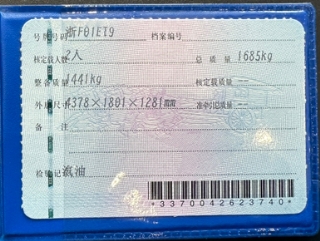 号牌号码 浙F01ET9 档案编号
核定载人数 2人 总质量 1685kg
整备质量 1441kg 核定载质量 --
外廓尺寸 4378×1801×1281mm 准牵引总质量 --
备注
检验记录 汽油
*3370042623740*